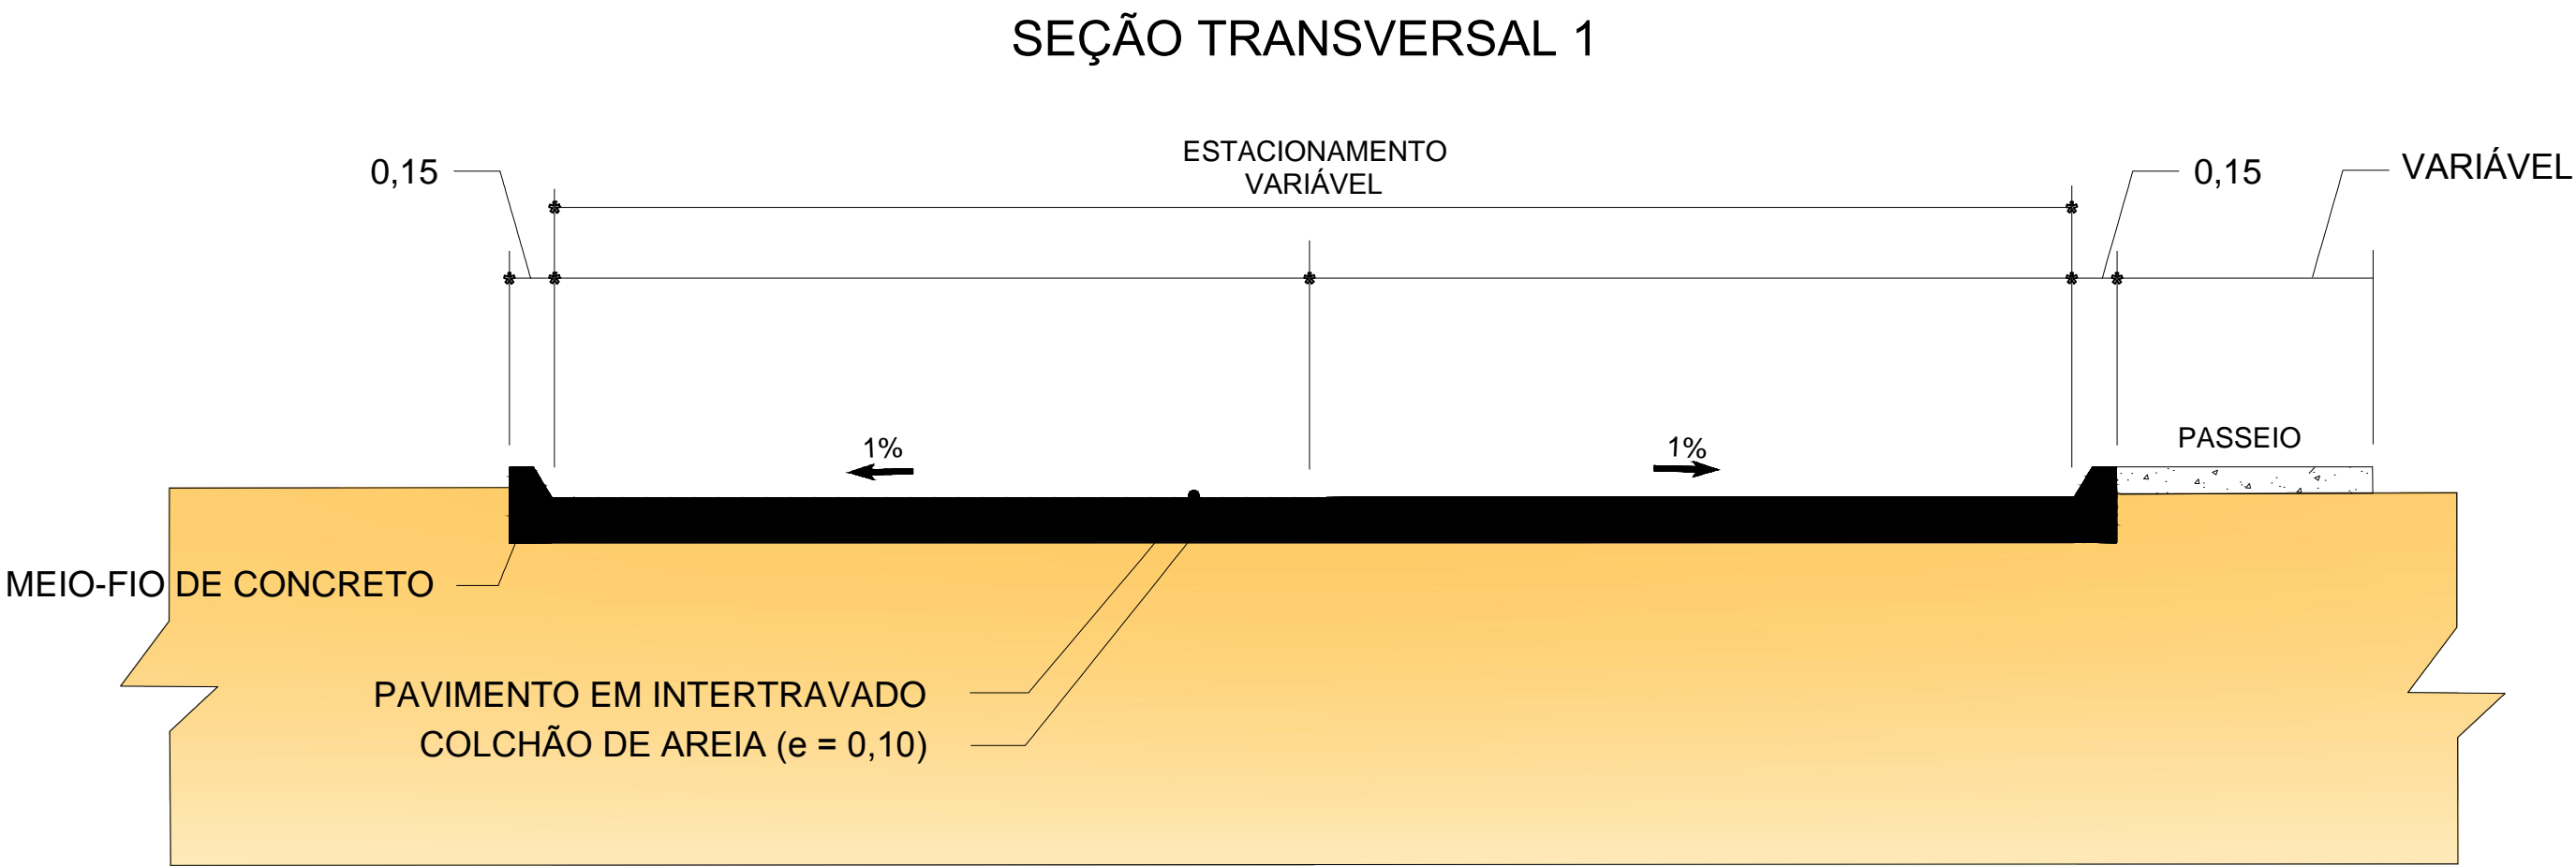 SEÇÃO TRANSVERSAL 1
ESTACIONAMENTO
VARIÁVEL
0,15
0,15
VARIÁVEL
1%
1%
PASSEIO
MEIO-FIO DE CONCRETO
PAVIMENTO EM INTERTRAVADO
COLCHÃO DE AREIA (e = 0,10)